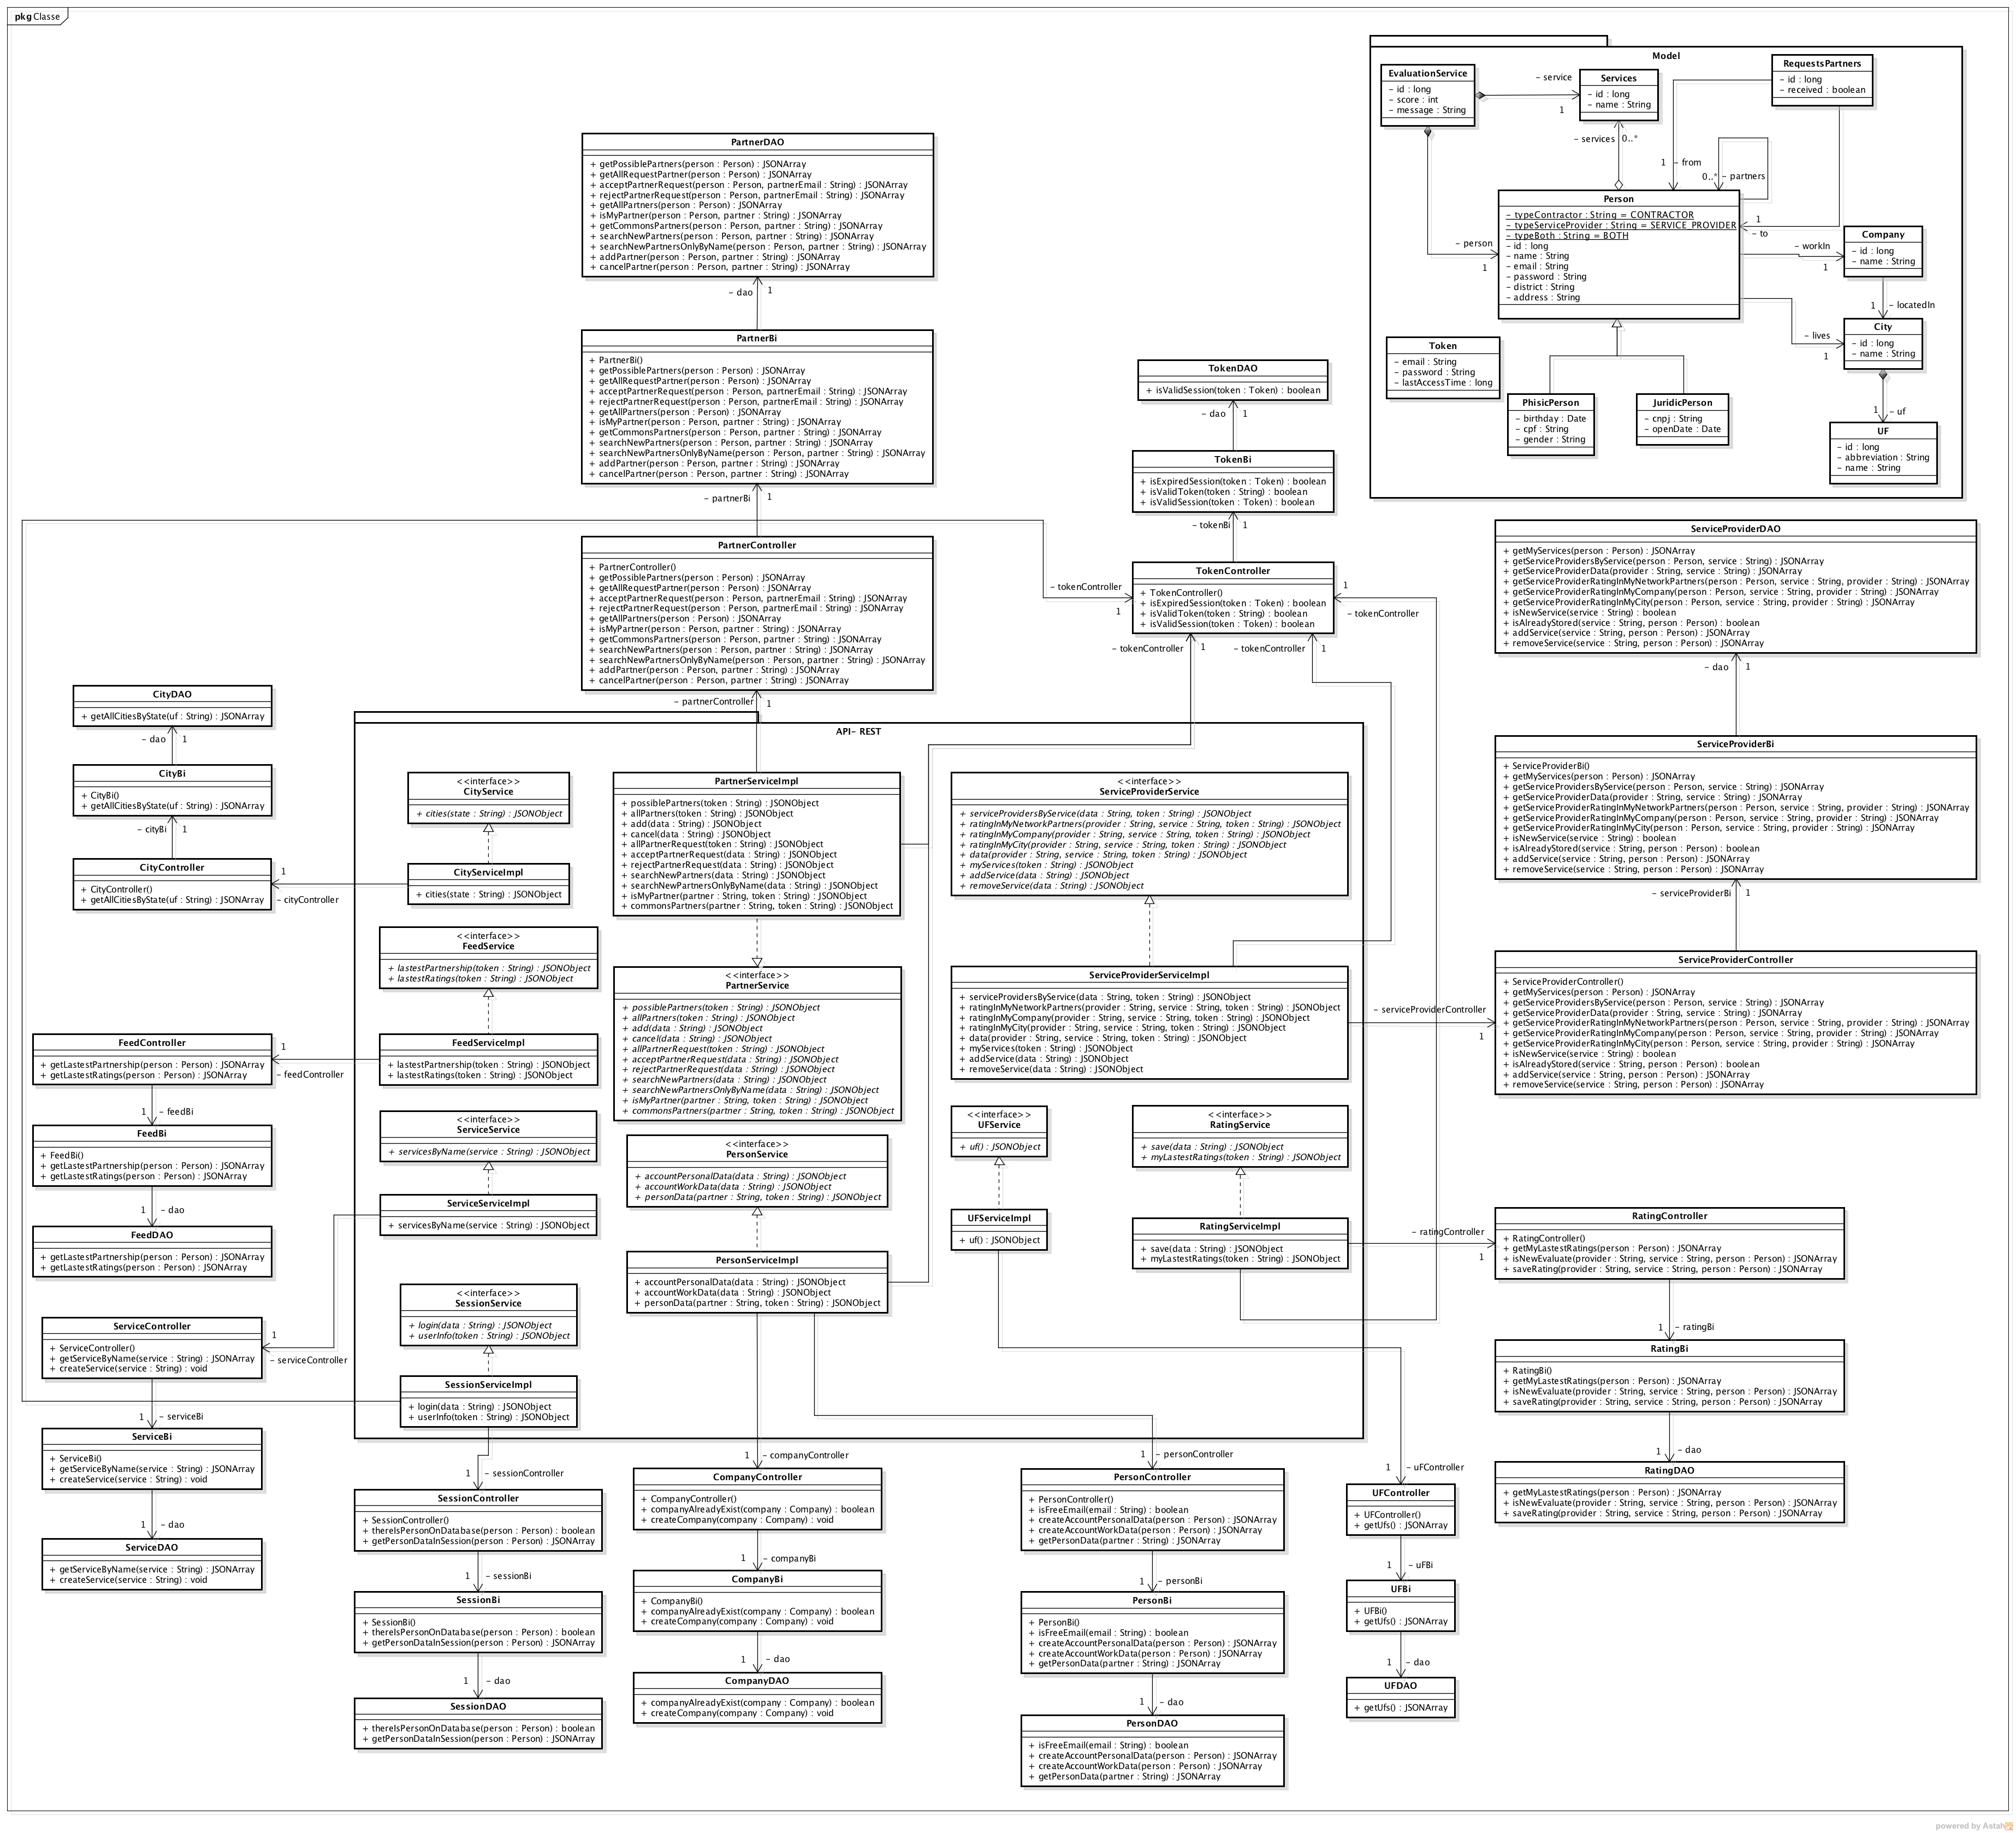 pkg Classe
Model
EvaluationService
- id : long
- score : int
- message : String
- service
1
Services
- id : long
- name : String
RequestsPartners
- id : long
- received : boolean
- services
0..*
1
- from
0..*
- partners
Person
- typeContractor : String = CONTRACTOR
- typeServiceProvider : String = SERVICE_PROVIDER
- typeBoth : String = BOTH
- id : long
- name : String
- email : String
- password : String
- district : String
- address : String
- person
1
1
- to
- workIn
1
Company
- id : long
- name : String
1
- locatedIn
City
- id : long
- name : String
- lives
1
1
- uf
UF
- id : long
- abbreviation : String
- name : String
Token
- email : String
- password : String
- lastAccessTime : long
PhisicPerson
- birthday : Date
- cpf : String
- gender : String
JuridicPerson
- cnpj : String
- openDate : Date
PartnerDAO
+ getPossiblePartners(person : Person) : JSONArray
+ getAllRequestPartner(person : Person) : JSONArray
+ acceptPartnerRequest(person : Person, partnerEmail : String) : JSONArray
+ rejectPartnerRequest(person : Person, partnerEmail : String) : JSONArray
+ getAllPartners(person : Person) : JSONArray
+ isMyPartner(person : Person, partner : String) : JSONArray
+ getCommonsPartners(person : Person, partner : String) : JSONArray
+ searchNewPartners(person : Person, partner : String) : JSONArray
+ searchNewPartnersOnlyByName(person : Person, partner : String) : JSONArray
+ addPartner(person : Person, partner : String) : JSONArray
+ cancelPartner(person : Person, partner : String) : JSONArray
- dao
1
PartnerBi
+ PartnerBi()
+ getPossiblePartners(person : Person) : JSONArray
+ getAllRequestPartner(person : Person) : JSONArray
+ acceptPartnerRequest(person : Person, partnerEmail : String) : JSONArray
+ rejectPartnerRequest(person : Person, partnerEmail : String) : JSONArray
+ getAllPartners(person : Person) : JSONArray
+ isMyPartner(person : Person, partner : String) : JSONArray
+ getCommonsPartners(person : Person, partner : String) : JSONArray
+ searchNewPartners(person : Person, partner : String) : JSONArray
+ searchNewPartnersOnlyByName(person : Person, partner : String) : JSONArray
+ addPartner(person : Person, partner : String) : JSONArray
+ cancelPartner(person : Person, partner : String) : JSONArray
- partnerBi
1
PartnerController
+ PartnerController()
+ getPossiblePartners(person : Person) : JSONArray
+ getAllRequestPartner(person : Person) : JSONArray
+ acceptPartnerRequest(person : Person, partnerEmail : String) : JSONArray
+ rejectPartnerRequest(person : Person, partnerEmail : String) : JSONArray
+ getAllPartners(person : Person) : JSONArray
+ isMyPartner(person : Person, partner : String) : JSONArray
+ getCommonsPartners(person : Person, partner : String) : JSONArray
+ searchNewPartners(person : Person, partner : String) : JSONArray
+ searchNewPartnersOnlyByName(person : Person, partner : String) : JSONArray
+ addPartner(person : Person, partner : String) : JSONArray
+ cancelPartner(person : Person, partner : String) : JSONArray
- partnerController
1
TokenDAO
+ isValidSession(token : Token) : boolean
- dao
1
TokenBi
+ isExpiredSession(token : Token) : boolean
+ isValidToken(token : String) : boolean
+ isValidSession(token : Token) : boolean
- tokenBi
1
TokenController
+ TokenController()
+ isExpiredSession(token : Token) : boolean
+ isValidToken(token : String) : boolean
+ isValidSession(token : Token) : boolean
- tokenController
1
1
- tokenController
- tokenController
1
- tokenController
1
ServiceProviderDAO
+ getMyServices(person : Person) : JSONArray
+ getServiceProvidersByService(person : Person, service : String) : JSONArray
+ getServiceProviderData(provider : String, service : String) : JSONArray
+ getServiceProviderRatingInMyNetworkPartners(person : Person, service : String, provider : String) : JSONArray
+ getServiceProviderRatingInMyCompany(person : Person, service : String, provider : String) : JSONArray
+ getServiceProviderRatingInMyCity(person : Person, service : String, provider : String) : JSONArray
+ isNewService(service : String) : boolean
+ isAlreadyStored(service : String, person : Person) : boolean
+ addService(service : String, person : Person) : JSONArray
+ removeService(service : String, person : Person) : JSONArray
- dao
1
ServiceProviderBi
+ ServiceProviderBi()
+ getMyServices(person : Person) : JSONArray
+ getServiceProvidersByService(person : Person, service : String) : JSONArray
+ getServiceProviderData(provider : String, service : String) : JSONArray
+ getServiceProviderRatingInMyNetworkPartners(person : Person, service : String, provider : String) : JSONArray
+ getServiceProviderRatingInMyCompany(person : Person, service : String, provider : String) : JSONArray
+ getServiceProviderRatingInMyCity(person : Person, service : String, provider : String) : JSONArray
+ isNewService(service : String) : boolean
+ isAlreadyStored(service : String, person : Person) : boolean
+ addService(service : String, person : Person) : JSONArray
+ removeService(service : String, person : Person) : JSONArray
- serviceProviderBi
1
ServiceProviderController
+ ServiceProviderController()
+ getMyServices(person : Person) : JSONArray
+ getServiceProvidersByService(person : Person, service : String) : JSONArray
+ getServiceProviderData(provider : String, service : String) : JSONArray
+ getServiceProviderRatingInMyNetworkPartners(person : Person, service : String, provider : String) : JSONArray
+ getServiceProviderRatingInMyCompany(person : Person, service : String, provider : String) : JSONArray
+ getServiceProviderRatingInMyCity(person : Person, service : String, provider : String) : JSONArray
+ isNewService(service : String) : boolean
+ isAlreadyStored(service : String, person : Person) : boolean
+ addService(service : String, person : Person) : JSONArray
+ removeService(service : String, person : Person) : JSONArray
- serviceProviderController
1
CityDAO
+ getAllCitiesByState(uf : String) : JSONArray
- dao
1
CityBi
+ CityBi()
+ getAllCitiesByState(uf : String) : JSONArray
- cityBi
1
CityController
+ CityController()
+ getAllCitiesByState(uf : String) : JSONArray
1
- cityController
API- REST
<<interface>>
CityService
+ cities(state : String) : JSONObject
CityServiceImpl
+ cities(state : String) : JSONObject
<<interface>>
FeedService
+ lastestPartnership(token : String) : JSONObject
+ lastestRatings(token : String) : JSONObject
FeedServiceImpl
+ lastestPartnership(token : String) : JSONObject
+ lastestRatings(token : String) : JSONObject
<<interface>>
ServiceService
+ servicesByName(service : String) : JSONObject
ServiceServiceImpl
+ servicesByName(service : String) : JSONObject
<<interface>>
SessionService
+ login(data : String) : JSONObject
+ userInfo(token : String) : JSONObject
SessionServiceImpl
+ login(data : String) : JSONObject
+ userInfo(token : String) : JSONObject
PartnerServiceImpl
+ possiblePartners(token : String) : JSONObject
+ allPartners(token : String) : JSONObject
+ add(data : String) : JSONObject
+ cancel(data : String) : JSONObject
+ allPartnerRequest(token : String) : JSONObject
+ acceptPartnerRequest(data : String) : JSONObject
+ rejectPartnerRequest(data : String) : JSONObject
+ searchNewPartners(data : String) : JSONObject
+ searchNewPartnersOnlyByName(data : String) : JSONObject
+ isMyPartner(partner : String, token : String) : JSONObject
+ commonsPartners(partner : String, token : String) : JSONObject
<<interface>>
PartnerService
+ possiblePartners(token : String) : JSONObject
+ allPartners(token : String) : JSONObject
+ add(data : String) : JSONObject
+ cancel(data : String) : JSONObject
+ allPartnerRequest(token : String) : JSONObject
+ acceptPartnerRequest(data : String) : JSONObject
+ rejectPartnerRequest(data : String) : JSONObject
+ searchNewPartners(data : String) : JSONObject
+ searchNewPartnersOnlyByName(data : String) : JSONObject
+ isMyPartner(partner : String, token : String) : JSONObject
+ commonsPartners(partner : String, token : String) : JSONObject
<<interface>>
PersonService
+ accountPersonalData(data : String) : JSONObject
+ accountWorkData(data : String) : JSONObject
+ personData(partner : String, token : String) : JSONObject
PersonServiceImpl
+ accountPersonalData(data : String) : JSONObject
+ accountWorkData(data : String) : JSONObject
+ personData(partner : String, token : String) : JSONObject
<<interface>>
ServiceProviderService
+ serviceProvidersByService(data : String, token : String) : JSONObject
+ ratingInMyNetworkPartners(provider : String, service : String, token : String) : JSONObject
+ ratingInMyCompany(provider : String, service : String, token : String) : JSONObject
+ ratingInMyCity(provider : String, service : String, token : String) : JSONObject
+ data(provider : String, service : String, token : String) : JSONObject
+ myServices(token : String) : JSONObject
+ addService(data : String) : JSONObject
+ removeService(data : String) : JSONObject
ServiceProviderServiceImpl
+ serviceProvidersByService(data : String, token : String) : JSONObject
+ ratingInMyNetworkPartners(provider : String, service : String, token : String) : JSONObject
+ ratingInMyCompany(provider : String, service : String, token : String) : JSONObject
+ ratingInMyCity(provider : String, service : String, token : String) : JSONObject
+ data(provider : String, service : String, token : String) : JSONObject
+ myServices(token : String) : JSONObject
+ addService(data : String) : JSONObject
+ removeService(data : String) : JSONObject
<<interface>>
UFService
+ uf() : JSONObject
UFServiceImpl
+ uf() : JSONObject
<<interface>>
RatingService
+ save(data : String) : JSONObject
+ myLastestRatings(token : String) : JSONObject
RatingServiceImpl
+ save(data : String) : JSONObject
+ myLastestRatings(token : String) : JSONObject
FeedController
+ getLastestPartnership(person : Person) : JSONArray
+ getLastestRatings(person : Person) : JSONArray
1
- feedController
1
- feedBi
FeedBi
+ FeedBi()
+ getLastestPartnership(person : Person) : JSONArray
+ getLastestRatings(person : Person) : JSONArray
1
- dao
FeedDAO
+ getLastestPartnership(person : Person) : JSONArray
+ getLastestRatings(person : Person) : JSONArray
ServiceController
+ ServiceController()
+ getServiceByName(service : String) : JSONArray
+ createService(service : String) : void
1
- serviceController
1
- serviceBi
ServiceBi
+ ServiceBi()
+ getServiceByName(service : String) : JSONArray
+ createService(service : String) : void
1
- dao
ServiceDAO
+ getServiceByName(service : String) : JSONArray
+ createService(service : String) : void
1
- sessionController
SessionController
+ SessionController()
+ thereIsPersonOnDatabase(person : Person) : boolean
+ getPersonDataInSession(person : Person) : JSONArray
1
- sessionBi
SessionBi
+ SessionBi()
+ thereIsPersonOnDatabase(person : Person) : boolean
+ getPersonDataInSession(person : Person) : JSONArray
1
- dao
SessionDAO
+ thereIsPersonOnDatabase(person : Person) : boolean
+ getPersonDataInSession(person : Person) : JSONArray
1
- companyController
CompanyController
+ CompanyController()
+ companyAlreadyExist(company : Company) : boolean
+ createCompany(company : Company) : void
1
- companyBi
CompanyBi
+ CompanyBi()
+ companyAlreadyExist(company : Company) : boolean
+ createCompany(company : Company) : void
1
- dao
CompanyDAO
+ companyAlreadyExist(company : Company) : boolean
+ createCompany(company : Company) : void
1
- personController
PersonController
+ PersonController()
+ isFreeEmail(email : String) : boolean
+ createAccountPersonalData(person : Person) : JSONArray
+ createAccountWorkData(person : Person) : JSONArray
+ getPersonData(partner : String) : JSONArray
1
- personBi
PersonBi
+ PersonBi()
+ isFreeEmail(email : String) : boolean
+ createAccountPersonalData(person : Person) : JSONArray
+ createAccountWorkData(person : Person) : JSONArray
+ getPersonData(partner : String) : JSONArray
1
- dao
PersonDAO
+ isFreeEmail(email : String) : boolean
+ createAccountPersonalData(person : Person) : JSONArray
+ createAccountWorkData(person : Person) : JSONArray
+ getPersonData(partner : String) : JSONArray
1
- uFController
UFController
+ UFController()
+ getUfs() : JSONArray
1
- uFBi
UFBi
+ UFBi()
+ getUfs() : JSONArray
1
- dao
UFDAO
+ getUfs() : JSONArray
- ratingController
1
RatingController
+ RatingController()
+ getMyLastestRatings(person : Person) : JSONArray
+ isNewEvaluate(provider : String, service : String, person : Person) : JSONArray
+ saveRating(provider : String, service : String, person : Person) : JSONArray
1
- ratingBi
RatingBi
+ RatingBi()
+ getMyLastestRatings(person : Person) : JSONArray
+ isNewEvaluate(provider : String, service : String, person : Person) : JSONArray
+ saveRating(provider : String, service : String, person : Person) : JSONArray
1
- dao
RatingDAO
+ getMyLastestRatings(person : Person) : JSONArray
+ isNewEvaluate(provider : String, service : String, person : Person) : JSONArray
+ saveRating(provider : String, service : String, person : Person) : JSONArray
powered by Astah